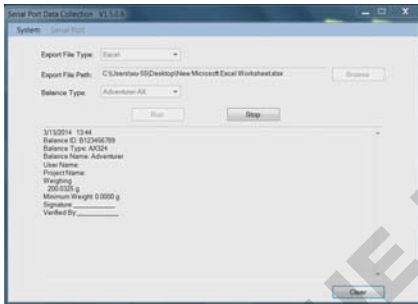 Serial Port Data Collection V1.5.0.6
System Serial Port
Export File Type: Excel
Export File Path: C:\Users\wu-55\Desktop\New Microsoft Excel Worksheet.xlsx Browse
Balance Type: Adventurer-AX
Run Stop
3/13/2014 13:44
Balance ID: B123456789
Balance Type: AX324
Balance Name: Adventurer
User Name:
Project Name:
Weighing
200.0325 g
Minimum Weight: 0.0000 g
Signature:____________
Verified By:____________
Clear